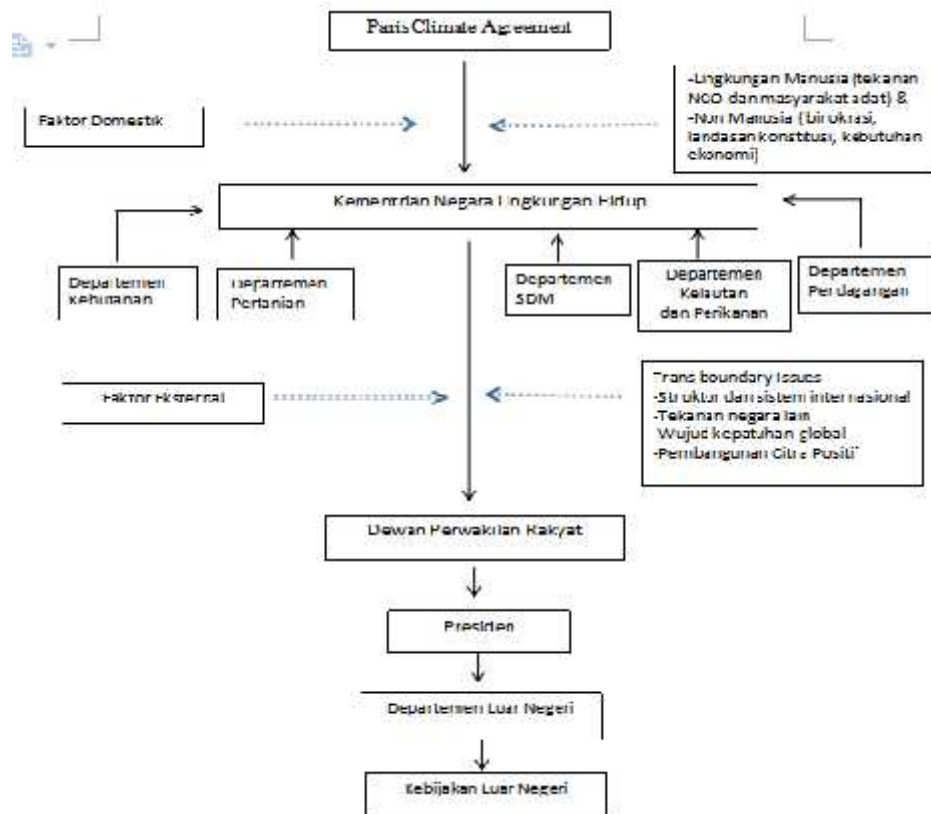 Paris Climate Agreement
Faktor Domestik
-Lingkungan Manusia (tekanan
NGO dan masyarakat adat) &
-Non Manusia (birokrasi,
landasan konstitusi, kebutuhan
ekonomi)
Kementrian Negara Lingkungan Hidup
Departemen
Kehutanan
Departemen
Pertanian
Departemen
SDM
Departemen
Kelautan
dan Perikanan
Departemen
Perdagangan
Faktor Eksternal
Trans boundary Issues
-Struktur dan sistem internasional
-Tekanan negara lain
Wujud kepatuhan global
-Pembangunan Citra Positif
Dewan Perwakilan Rakyat
Presiden
Departemen Luar Negeri
Kebijakan Luar Negeri